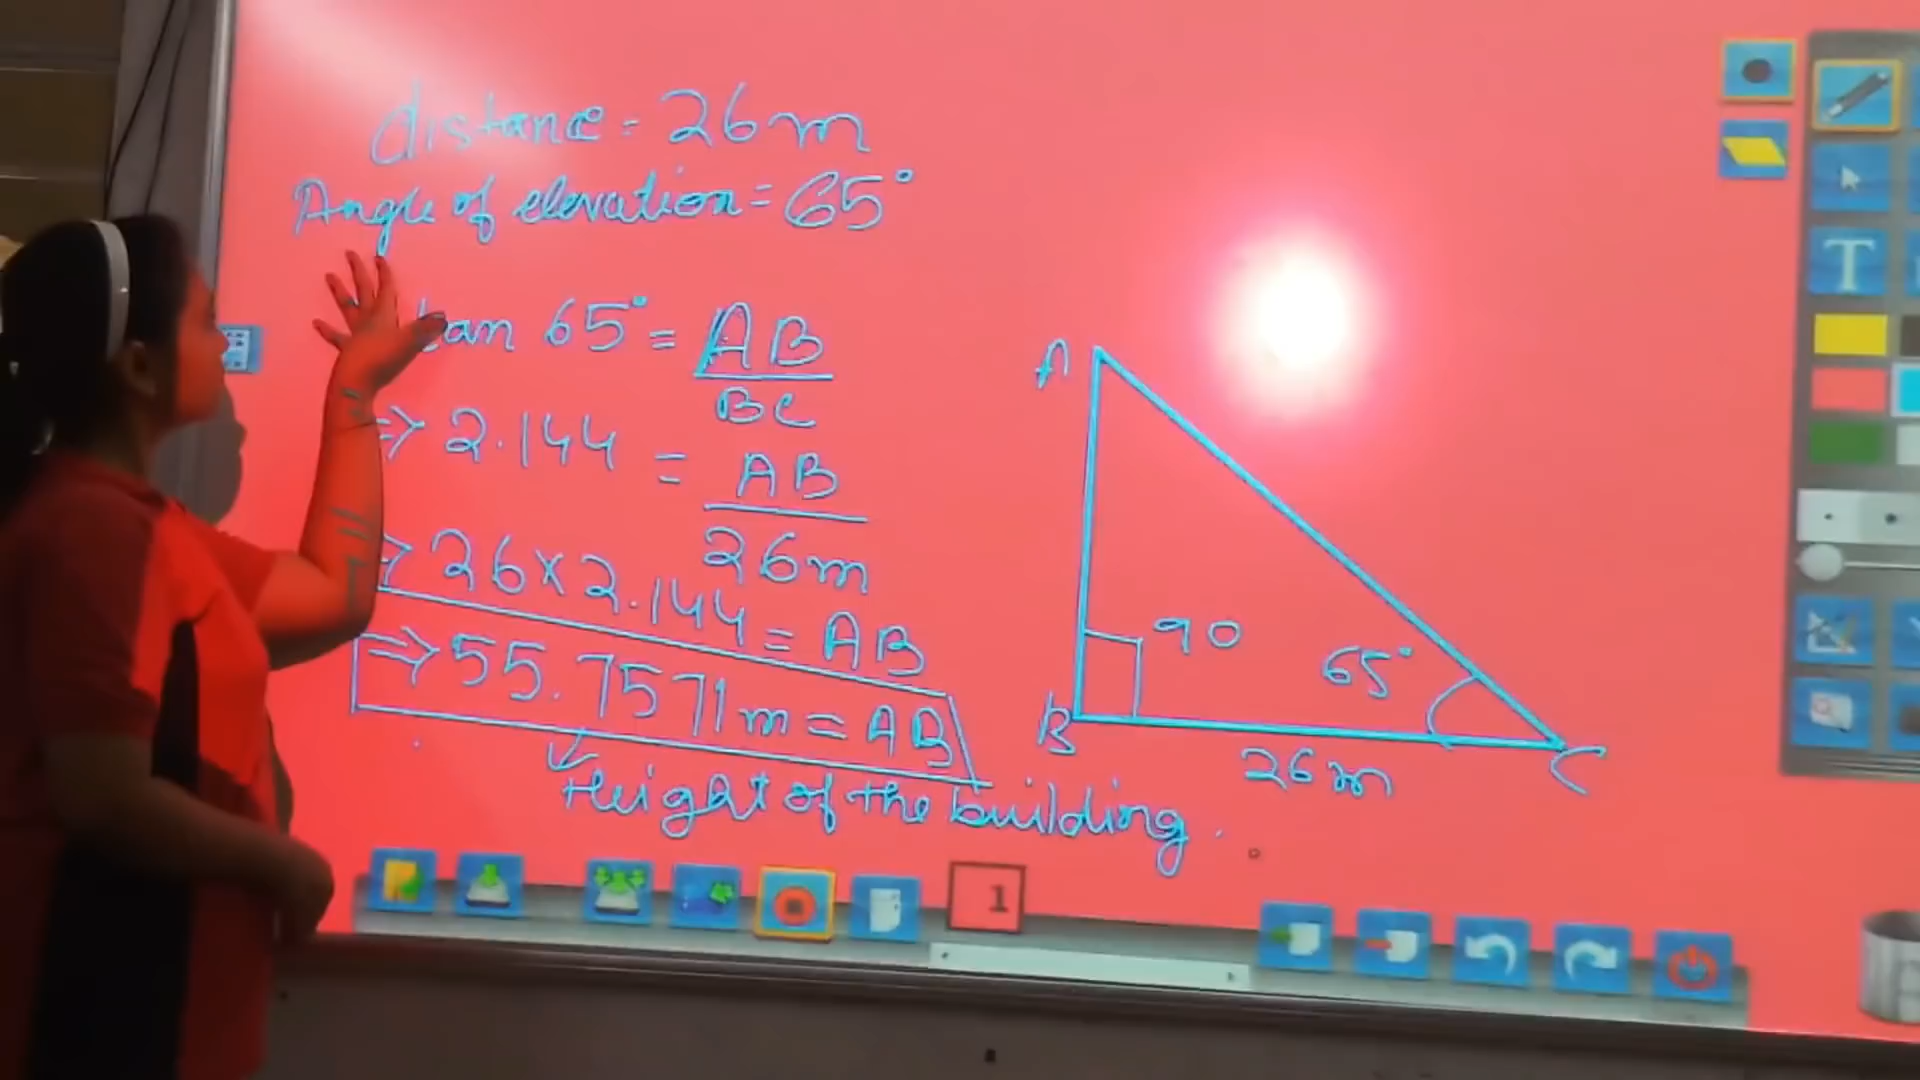 distance = 26m
Angle of elevation = 65°
tan 65° = AB
BC
⇒ 2.144 = AB
26m
⇒ 26×2.144 = AB
⇒ 55.7571m = AB
Height of the building.
A
90
65°
B
26m
C
T
1